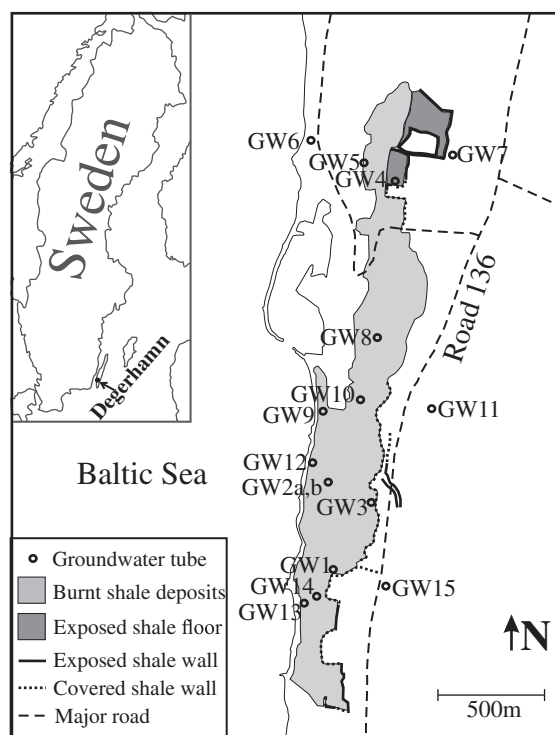 Sweden
Degerhamn
GW6
GW5
GW7
GW4
Road 136
GW8
GW10
GW9
GW11
GW12
Baltic Sea
GW2a,b
GW3
GW1
GW14
GW15
GW13
Groundwater tube
Burnt shale deposits
Exposed shale floor
Exposed shale wall
Covered shale wall
Major road
N
500m